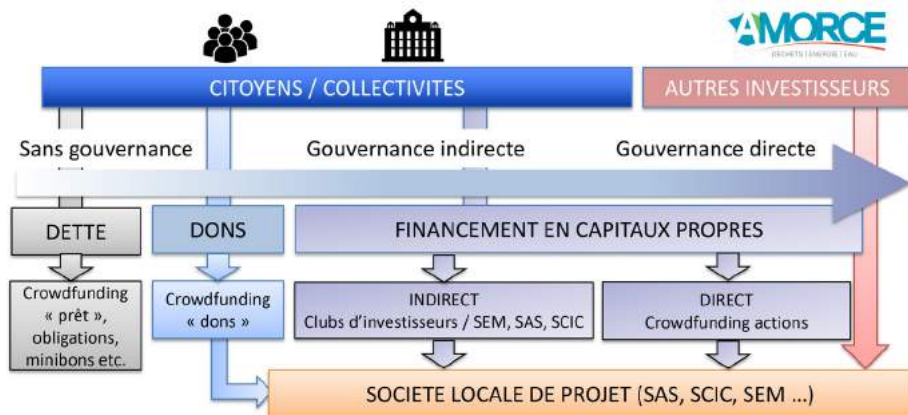 AMORCE
DECHETS | ENERGIE | EAU
CITOYENS / COLLECTIVITES
AUTRES INVESTISSEURS
Sans gouvernance
Gouvernance indirecte
Gouvernance directe
DETTE
DONS
FINANCEMENT EN CAPITAUX PROPRES
Crowdfunding
« prêt »,
obligations,
minibons etc.
Crowdfunding
« dons »
INDIRECT
Clubs d'investisseurs / SEM, SAS, SCIC
DIRECT
Crowdfunding actions
SOCIETE LOCALE DE PROJET (SAS, SCIC, SEM ...)